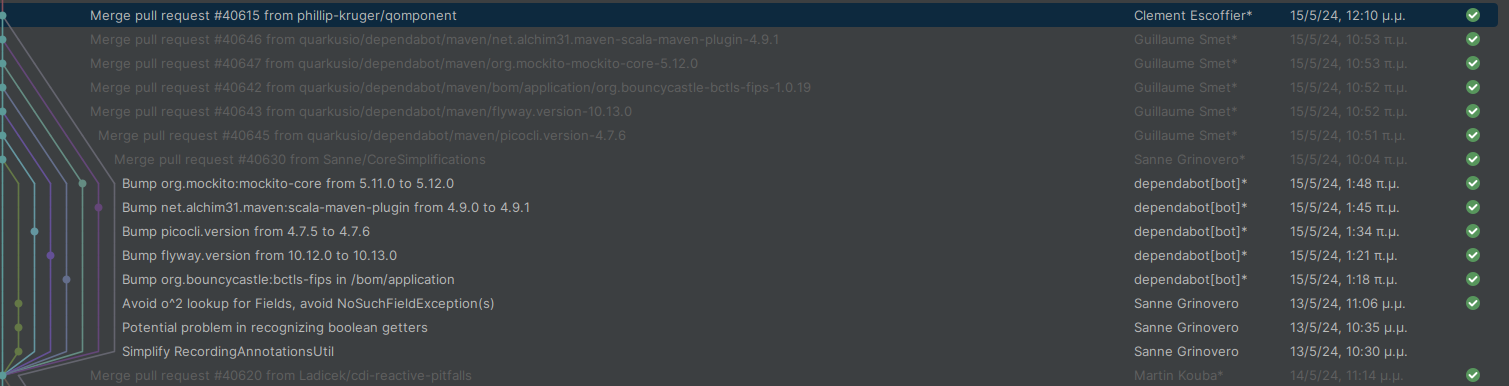 Merge pull request #40615 from phillip-kruger/qomponent Clement Escoffier* 15/5/24, 12:10 μ.μ.
Merge pull request #40646 from quarkusio/dependabot/maven/net.alchim31.maven-scala-maven-plugin-4.9.1 Guillaume Smet* 15/5/24, 10:53 π.μ.
Merge pull request #40647 from quarkusio/dependabot/maven/org.mockito-mockito-core-5.12.0 Guillaume Smet* 15/5/24, 10:53 π.μ.
Merge pull request #40642 from quarkusio/dependabot/maven/bom/application/org.bouncycastle-bctls-fips-1.0.19 Guillaume Smet* 15/5/24, 10:52 π.μ.
Merge pull request #40643 from quarkusio/dependabot/maven/flyway.version-10.13.0 Guillaume Smet* 15/5/24, 10:52 π.μ.
Merge pull request #40645 from quarkusio/dependabot/maven/picocli.version-4.7.6 Guillaume Smet* 15/5/24, 10:51 π.μ.
Merge pull request #40630 from Sanne/CoreSimplifications Sanne Grinovero* 15/5/24, 10:04 π.μ.
Bump org.mockito:mockito-core from 5.11.0 to 5.12.0 dependabot[bot]* 15/5/24, 1:48 π.μ.
Bump net.alchim31.maven:scala-maven-plugin from 4.9.0 to 4.9.1 dependabot[bot]* 15/5/24, 1:45 π.μ.
Bump picocli.version from 4.7.5 to 4.7.6 dependabot[bot]* 15/5/24, 1:34 π.μ.
Bump flyway.version from 10.12.0 to 10.13.0 dependabot[bot]* 15/5/24, 1:21 π.μ.
Bump org.bouncycastle:bctls-fips in /bom/application dependabot[bot]* 15/5/24, 1:18 π.μ.
Avoid o^2 lookup for Fields, avoid NoSuchFieldException(s) Sanne Grinovero 13/5/24, 11:06 μ.μ.
Potential problem in recognizing boolean getters Sanne Grinovero 13/5/24, 10:35 μ.μ.
Simplify RecordingAnnotationsUtil Sanne Grinovero 13/5/24, 10:30 μ.μ.
Merge pull request #40620 from Ladicek/cdi-reactive-pitfalls Martin Kouba* 14/5/24, 11:14 μ.μ.